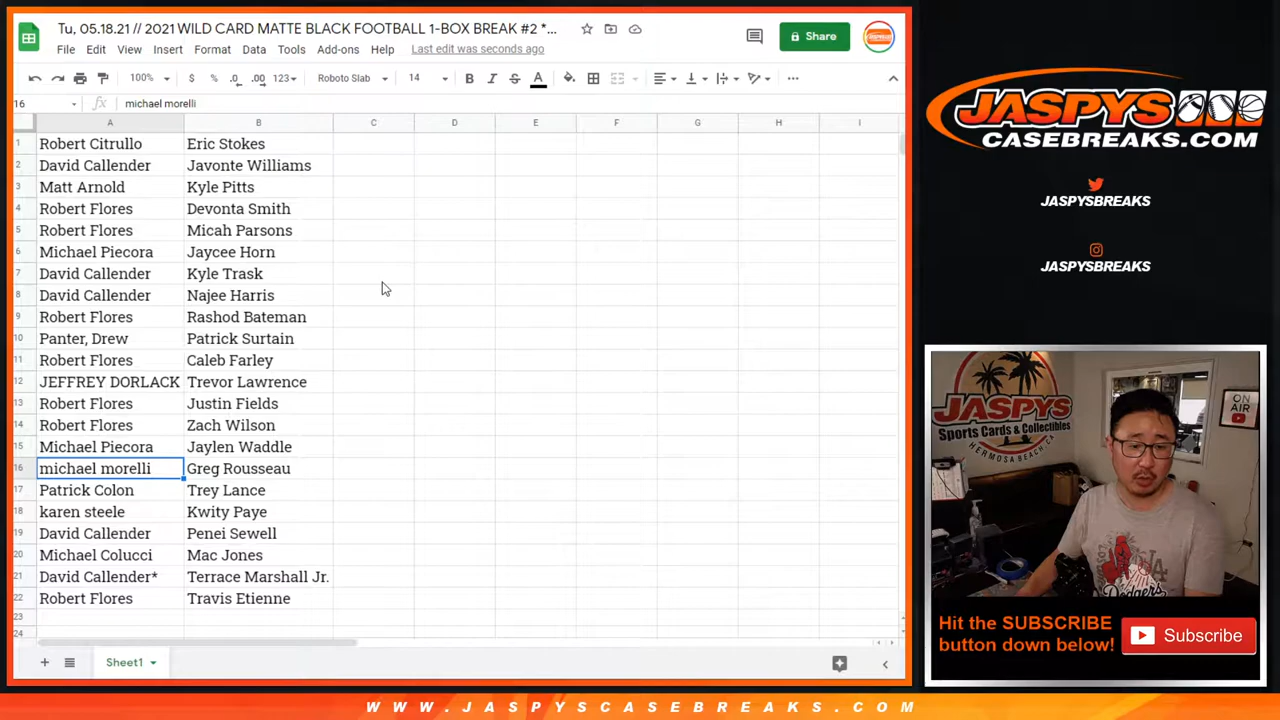 Tu, 05.18.21 // 2021 WILD CARD MATTE BLACK FOOTBALL 1-BOX BREAK #2 *...
File Edit View Insert Format Data Tools Add-ons Help Last edit was seconds ago
Share
100% $ % .0 .00 123 Roboto Slab 14 B I S A
16 fx michael morelli
A B C D E F G H I
1 Robert Citrullo Eric Stokes
2 David Callender Javonte Williams
3 Matt Arnold Kyle Pitts
4 Robert Flores Devonta Smith
5 Robert Flores Micah Parsons
6 Michael Piecora Jaycee Horn
7 David Callender Kyle Trask
8 David Callender Najee Harris
9 Robert Flores Rashod Bateman
10 Panter, Drew Patrick Surtain
11 Robert Flores Caleb Farley
12 JEFFREY DORLACK Trevor Lawrence
13 Robert Flores Justin Fields
14 Robert Flores Zach Wilson
15 Michael Piecora Jaylen Waddle
16 michael morelli Greg Rousseau
17 Patrick Colon Trey Lance
18 karen steele Kwity Paye
19 David Callender Penei Sewell
20 Michael Colucci Mac Jones
21 David Callender* Terrace Marshall Jr.
22 Robert Flores Travis Etienne
23
24
+ Sheet1
JASPYS
CASEBREAKS.COM
JASPYSBREAKS
JASPYSBREAKS
JASPYS
Sports Cards & Collectibles
HERMOSA BEACH, CA
ON
AIR
LA
Dodgers
Hit the SUBSCRIBE
button down below!
Subscribe
WWW.JASPYSCASEBREAKS.COM